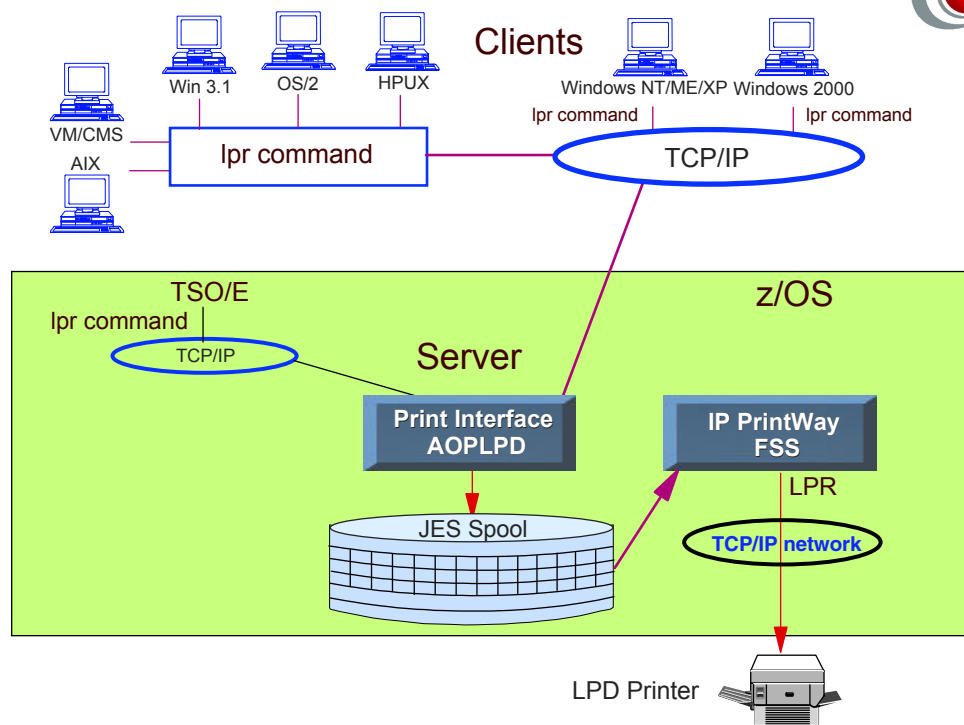 Clients
Win 3.1
OS/2
HPUX
Windows NT/ME/XP
Windows 2000
VM/CMS
lpr command
lpr command
lpr command
TCP/IP
AIX
TSO/E
z/OS
lpr command
TCP/IP
Server
Print Interface
AOPLPD
IP PrintWay
FSS
LPR
JES Spool
TCP/IP network
LPD Printer